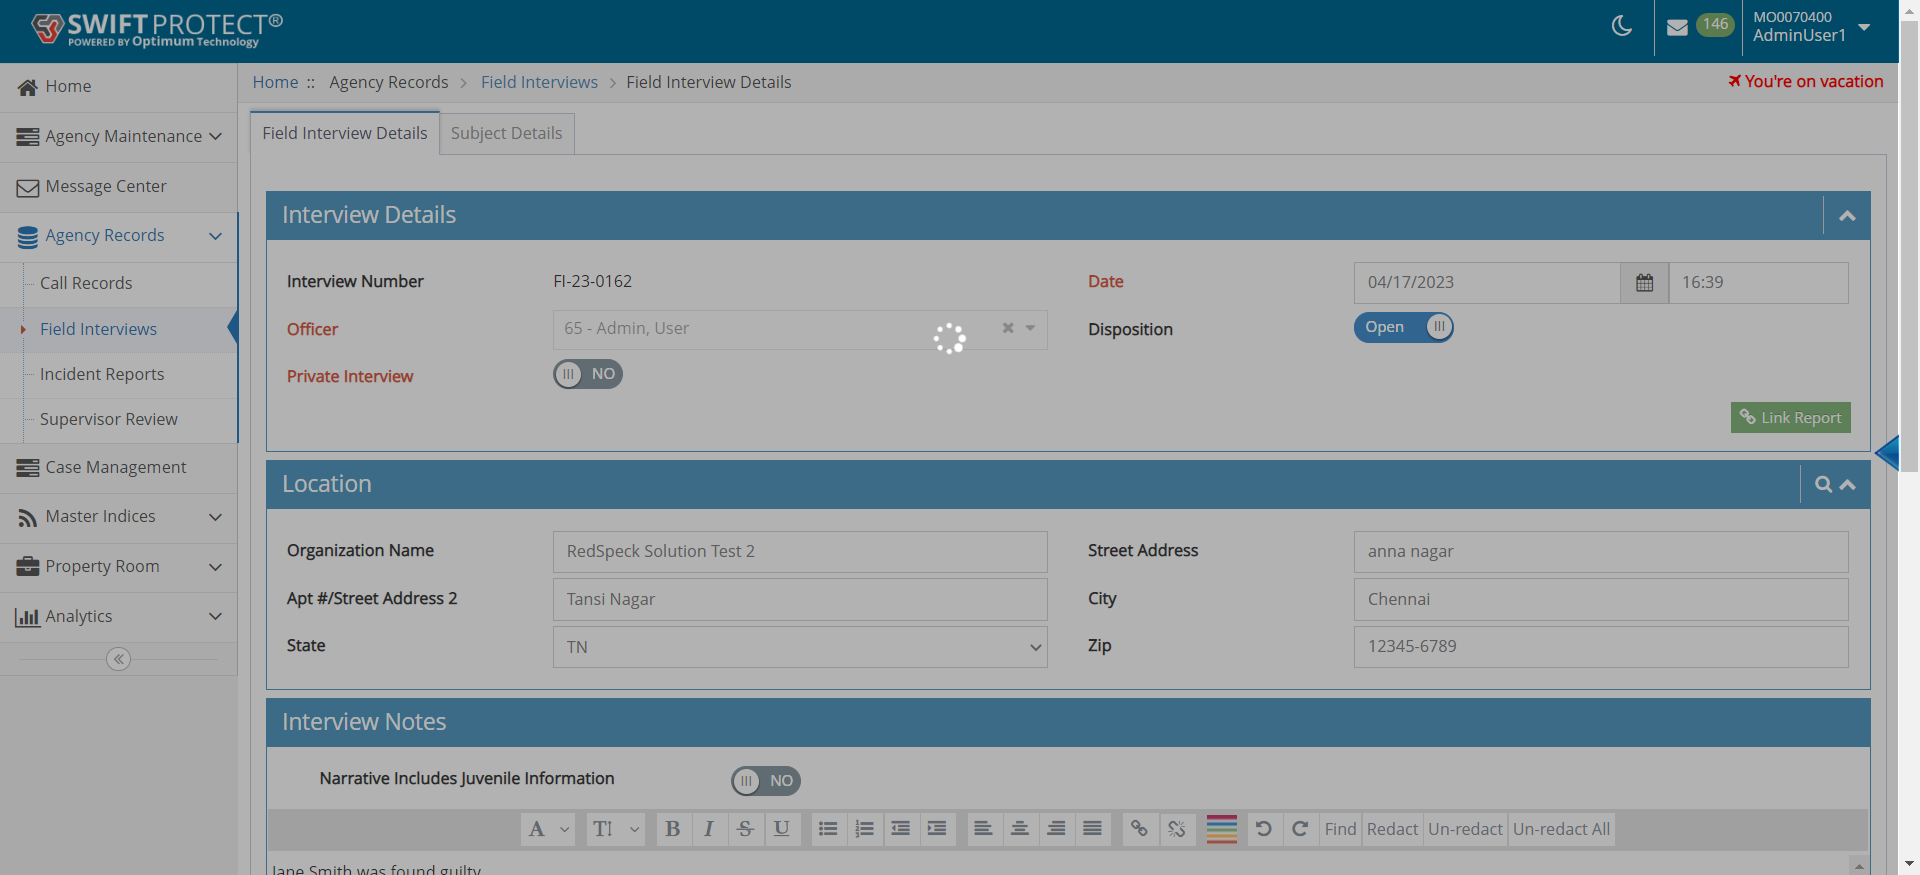 SWIFTPROTECT®
POWERED BY Optimum Technology
146
MO0070400
AdminUser1
Home
Agency Maintenance
Message Center
Agency Records
Call Records
Field Interviews
Incident Reports
Supervisor Review
Case Management
Master Indices
Property Room
Analytics
Home :: Agency Records > Field Interviews > Field Interview Details
You're on vacation
Field Interview Details
Subject Details
Interview Details
Interview Number
FI-23-0162
Date
04/17/2023
16:39
Officer
65 - Admin, User
Disposition
Open
Private Interview
NO
Link Report
Location
Organization Name
RedSpeck Solution Test 2
Street Address
anna nagar
Apt #/Street Address 2
Tansi Nagar
City
Chennai
State
TN
Zip
12345-6789
Interview Notes
Narrative Includes Juvenile Information
NO
Find Redact Un-redact Un-redact All
Jane Smith was found guilty